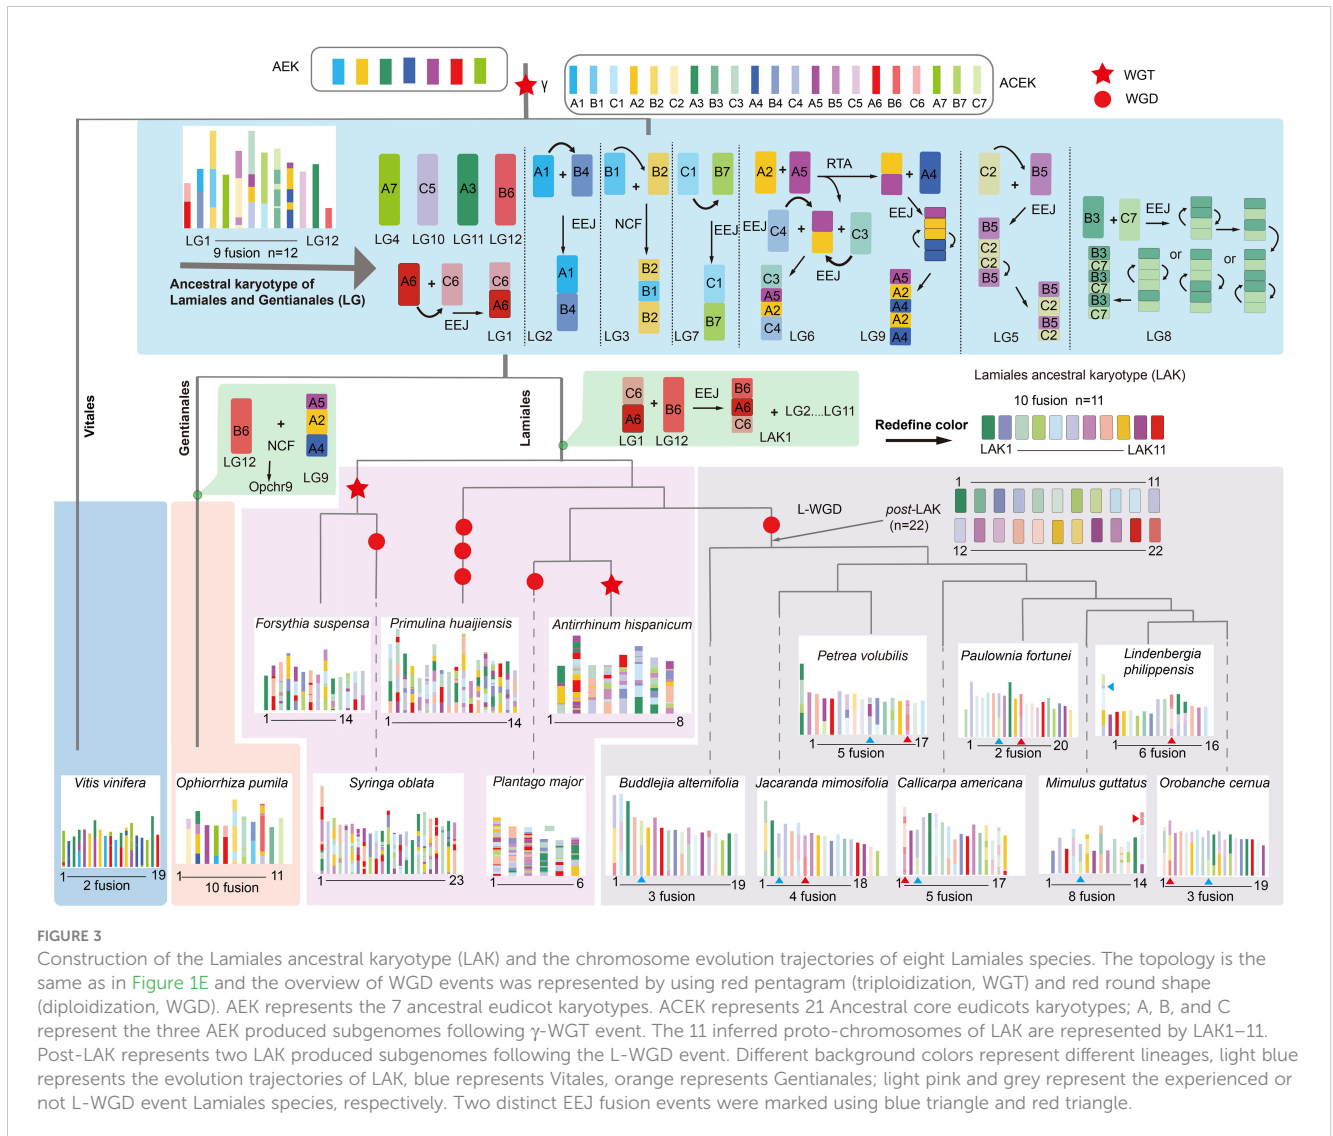 AEK
γ
A1 B1 C1 A2 B2 C2 A3 B3 C3 A4 B4 C4 A5 B5 C5 A6 B6 C6 A7 B7 C7
ACEK
WGT
WGD
LG1 LG12
9 fusion n=12
Ancestral karyotype of
Lamiales and Gentianales (LG)
A7 C5 A3 B6
LG4 LG10 LG11 LG12
A6 + C6
EEJ
C6
A6
LG1
A1 + B4
EEJ
A1
B4
LG2
B1 + B2
NCF
B2
B1
B2
LG3
C1 B7
EEJ
C1
B7
LG7
A2 + A5
RTA
+ A4
EEJ
C4 + + C3
EEJ
EEJ
C3
A5
A2
C4
LG6
A5
A2
A4
A2
A4
LG9
C2 + B5
EEJ
B5
C2
C2
B5
B5
C2
B5
C2
LG5
B3 + C7
EEJ
B3
C7
B3
C7
B3
C7
or
or
LG8
Vitales
Gentianales
Lamiales
B6
LG12
+
NCF
Opchr9
A5
A2
A4
LG9
C6
A6
LG1
+
B6
LG12
EEJ
B6
A6
C6
LAK1
+ LG2....LG11
Redefine color
Lamiales ancestral karyotype (LAK)
10 fusion n=11
LAK1 LAK11
L-WGD
post-LAK
(n=22)
1 11
12 22
Forsythia suspensa
1 14
Primulina huaijiensis
1 14
Antirrhinum hispanicum
1 8
Petrea volubilis
1 17
5 fusion
Paulownia fortunei
1 20
2 fusion
Lindenbergia
philippensis
1 16
6 fusion
Vitis vinifera
1 19
2 fusion
Ophiorrhiza pumila
1 11
10 fusion
Syringa oblata
1 23
Plantago major
1 6
Buddlejia alternifolia
1 19
3 fusion
Jacaranda mimosifolia
1 18
4 fusion
Callicarpa americana
1 17
5 fusion
Mimulus guttatus
1 14
8 fusion
Orobanche cernua
1 19
3 fusion
FIGURE 3
Construction of the Lamiales ancestral karyotype (LAK) and the chromosome evolution trajectories of eight Lamiales species. The topology is the
same as in Figure 1E and the overview of WGD events was represented by using red pentagram (triploidization, WGT) and red round shape
(diploidization, WGD). AEK represents the 7 ancestral eudicot karyotypes. ACEK represents 21 Ancestral core eudicots karyotypes; A, B, and C
represent the three AEK produced subgenomes following γ-WGT event. The 11 inferred proto-chromosomes of LAK are represented by LAK1–11.
Post-LAK represents two LAK produced subgenomes following the L-WGD event. Different background colors represent different lineages, light blue
represents the evolution trajectories of LAK, blue represents Vitales, orange represents Gentianales; light pink and grey represent the experienced or
not L-WGD event Lamiales species, respectively. Two distinct EEJ fusion events were marked using blue triangle and red triangle.